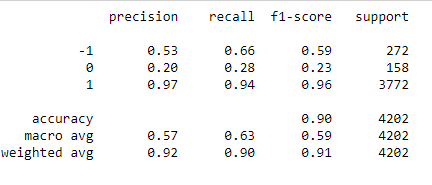 precision recall f1-score support
-1 0.53 0.66 0.59 272
0 0.20 0.28 0.23 158
1 0.97 0.94 0.96 3772
accuracy 0.90 4202
macro avg 0.57 0.63 0.59 4202
weighted avg 0.92 0.90 0.91 4202